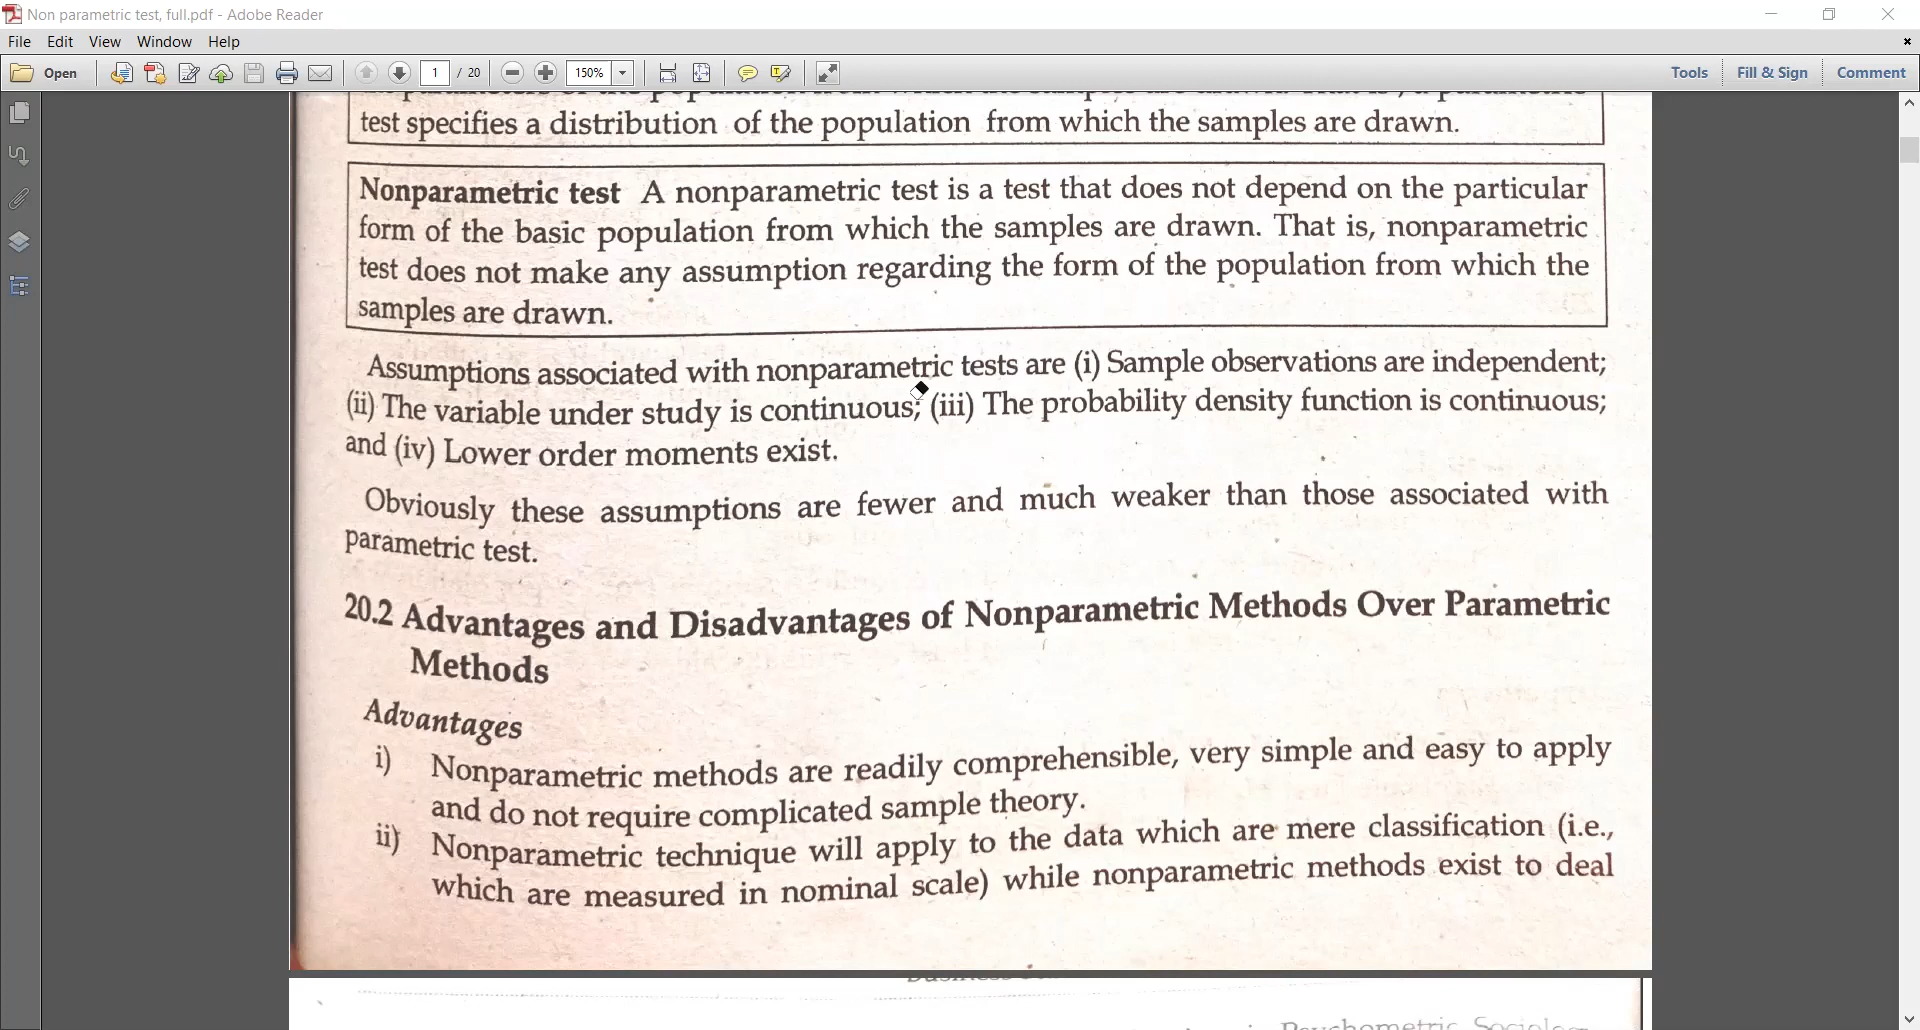 Non parametric test, full.pdf - Adobe Reader
File Edit View Window Help
Open 1 / 20 150% Tools Fill & Sign Comment
test specifies a distribution of the population from which the samples are drawn.
Nonparametric test A nonparametric test is a test that does not depend on the particular
form of the basic population from which the samples are drawn. That is, nonparametric
test does not make any assumption regarding the form of the population from which the
samples are drawn.
Assumptions associated with nonparametric tests are (i) Sample observations are independent;
(ii) The variable under study is continuous; (iii) The probability density function is continuous;
and (iv) Lower order moments exist.
Obviously these assumptions are fewer and much weaker than those associated with
parametric test.
20.2 Advantages and Disadvantages of Nonparametric Methods Over Parametric
Methods
Advantages
i) Nonparametric methods are readily comprehensible, very simple and easy to apply
and do not require complicated sample theory.
ii) Nonparametric technique will apply to the data which are mere classification (i.e.,
which are measured in nominal scale) while nonparametric methods exist to deal